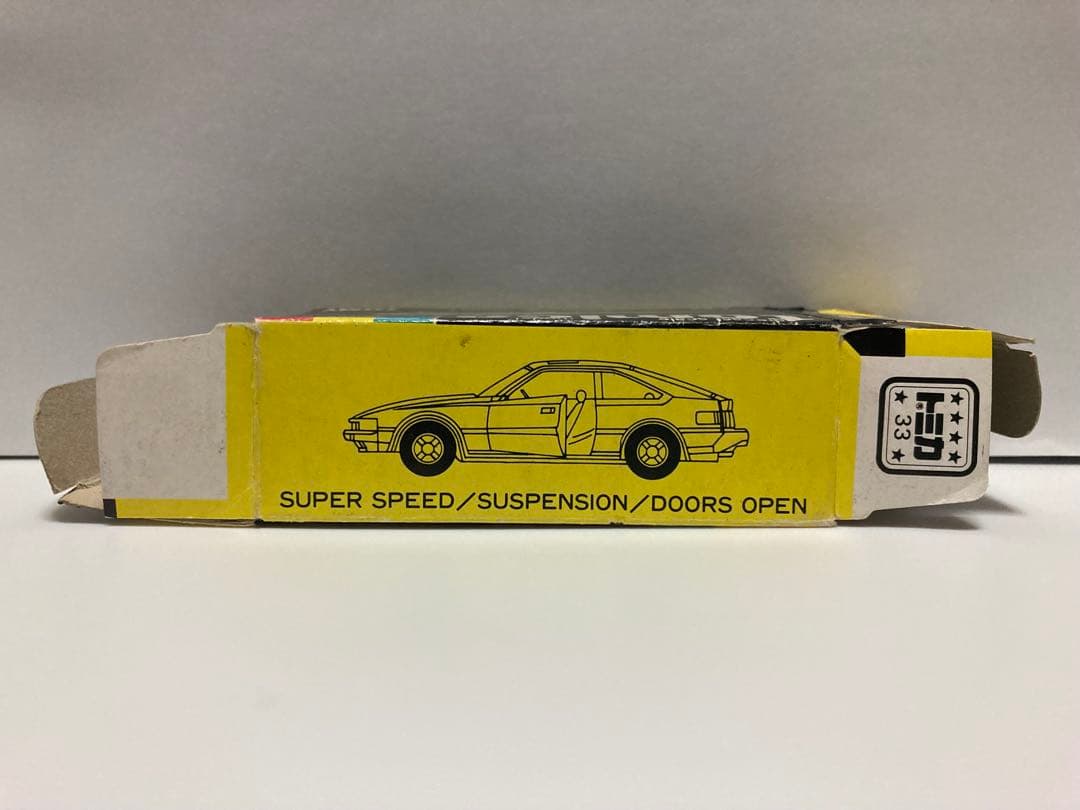 SUPER SPEED/SUSPENSION/DOORS OPEN
トミカ
33